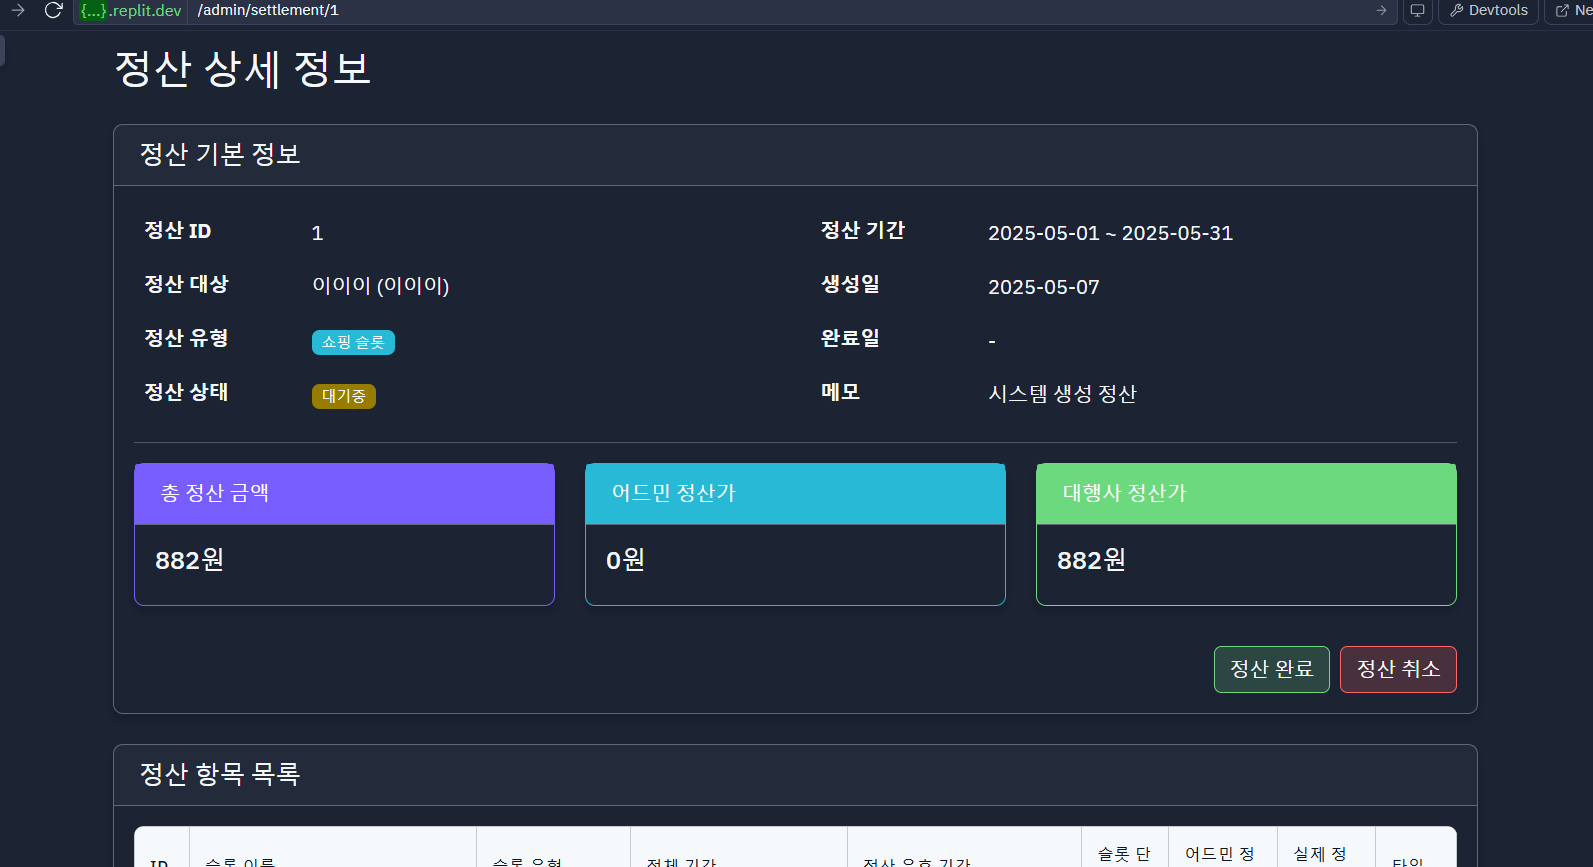 {...}.replit.dev /admin/settlement/1 Devtools
정산 상세 정보
정산 기본 정보
정산 ID 1 정산 기간 2025-05-01 ~ 2025-05-31
정산 대상 이이이 (이이이) 생성일 2025-05-07
정산 유형 쇼핑 슬롯 완료일 -
정산 상태 대기중 메모 시스템 생성 정산
총 정산 금액 어드민 정산가 대행사 정산가
882원 0원 882원
정산 완료 정산 취소
정산 항목 목록
슬롯 단 어드민 정 실제 정
ID 슬롯 이름 슬롯 유형 전체 기간 정산 유효 기간 타입